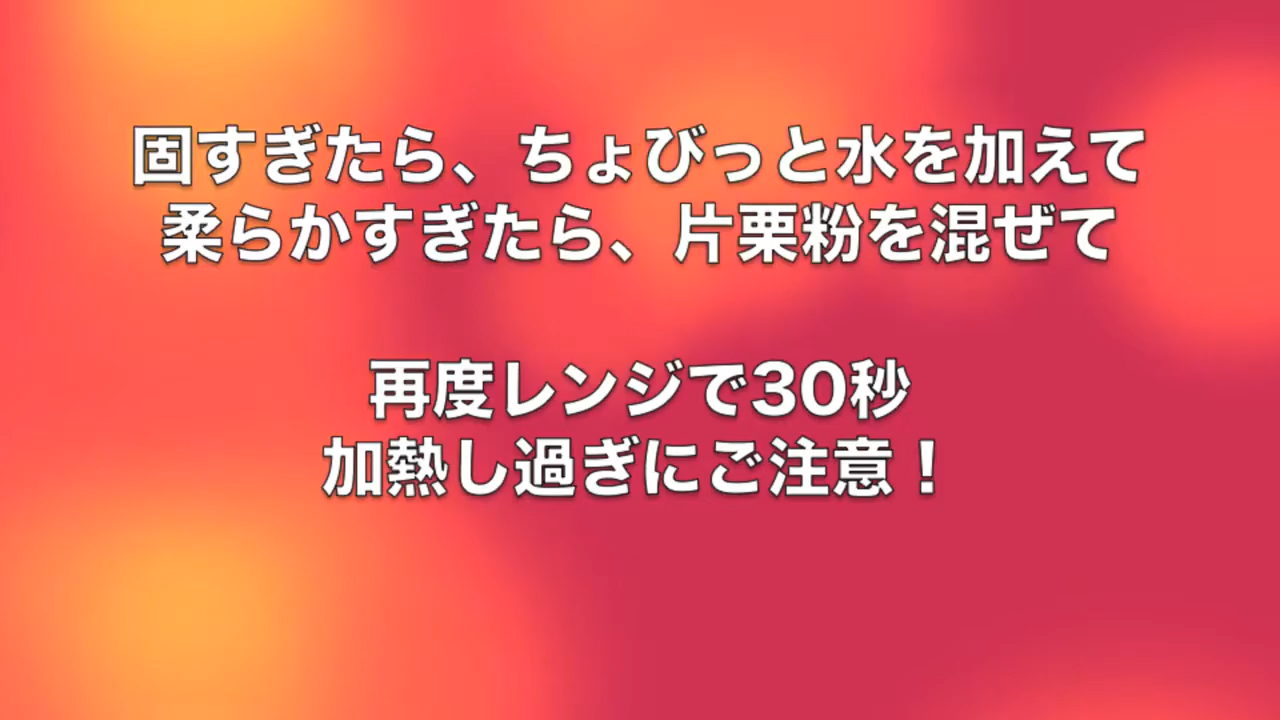 固すぎたら、ちょびっと水を加えて
柔らかすぎたら、片栗粉を混ぜて
再度レンジで30秒
加熱し過ぎにご注意！